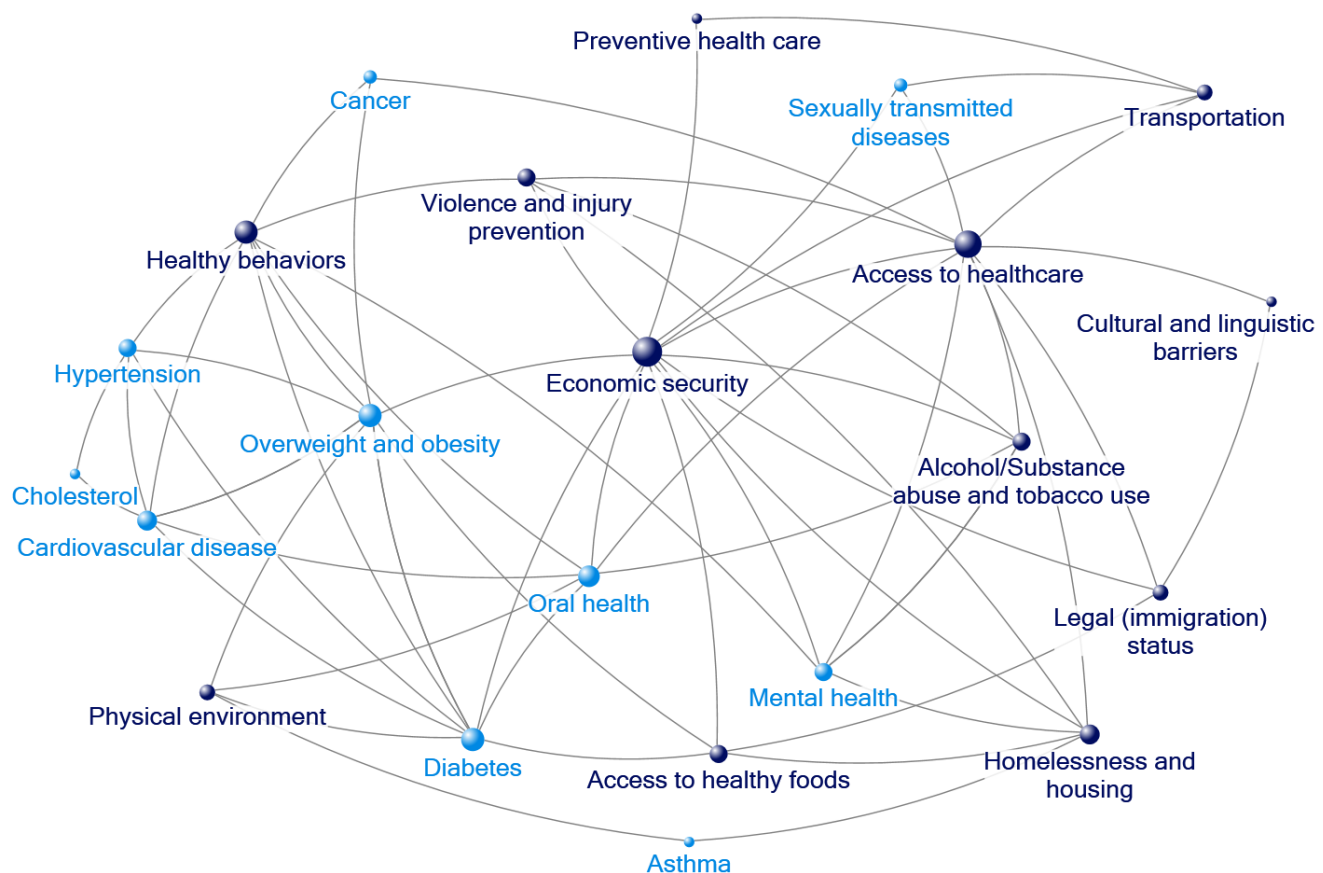 Preventive health care
Cancer
Sexually transmitted
diseases
Transportation
Violence and injury
prevention
Healthy behaviors
Access to healthcare
Cultural and linguistic
barriers
Hypertension
Economic security
Overweight and obesity
Alcohol/Substance
abuse and tobacco use
Cholesterol
Cardiovascular disease
Oral health
Legal (immigration)
status
Mental health
Physical environment
Diabetes
Access to healthy foods
Homelessness and
housing
Asthma